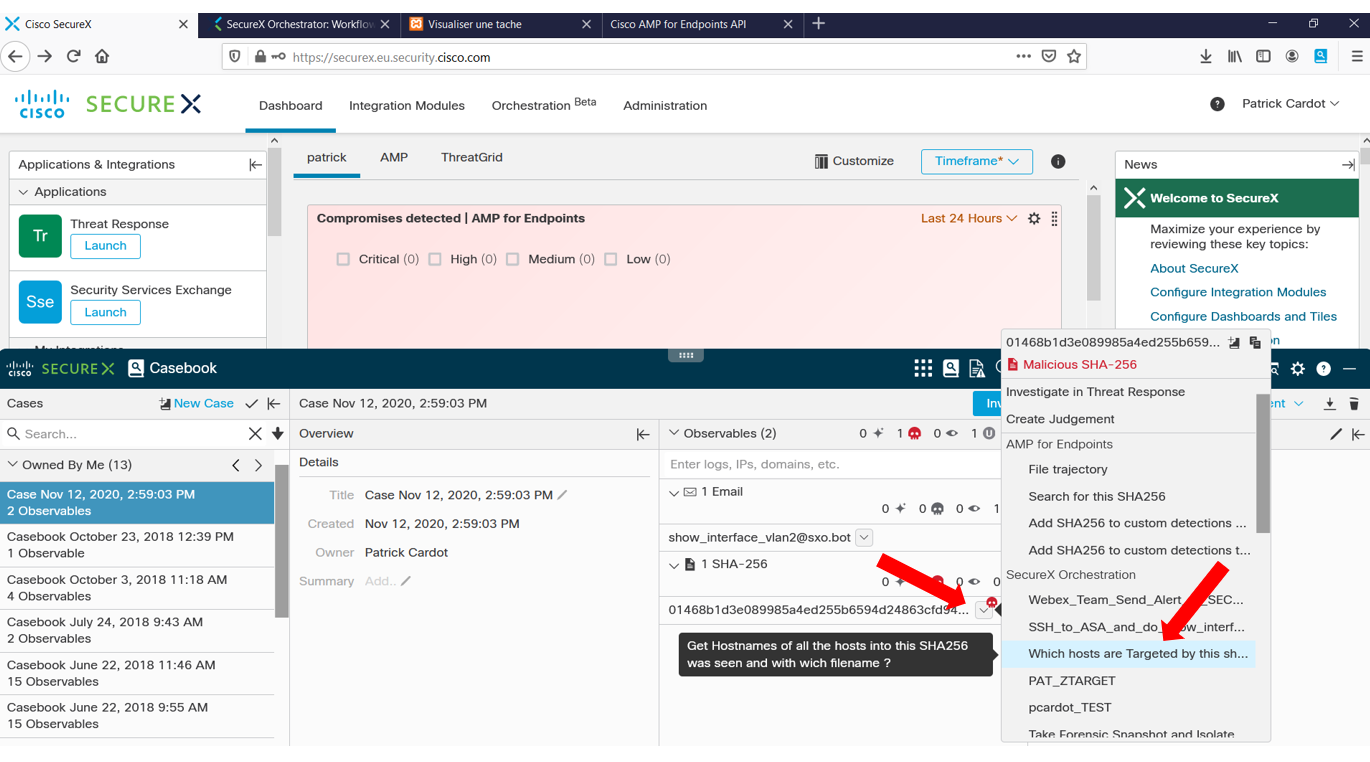 Cisco SecureX
SecureX Orchestrator: Workflow
Visualiser une tache
Cisco AMP for Endpoints API
https://securex.eu.security.cisco.com
CISCO SECURE X
Dashboard
Integration Modules
Orchestration Beta
Administration
?
Patrick Cardot
Applications & Integrations
Applications
Tr
Threat Response
Launch
Sse
Security Services Exchange
Launch
My Integrations
patrick
AMP
ThreatGrid
Customize
Timeframe*
Compromises detected | AMP for Endpoints
Last 24 Hours
Critical (0)
High (0)
Medium (0)
Low (0)
News
Welcome to SecureX
Maximize your experience by
reviewing these key topics:
About SecureX
Configure Integration Modules
Configure Dashboards and Tiles
CISCO SECURE X
Casebook
?
Cases
New Case
Search...
Owned By Me (13)
Case Nov 12, 2020, 2:59:03 PM
2 Observables
Casebook October 23, 2018 12:39 PM
1 Observable
Casebook October 3, 2018 11:18 AM
4 Observables
Casebook July 24, 2018 9:43 AM
2 Observables
Casebook June 22, 2018 11:46 AM
15 Observables
Casebook June 22, 2018 9:55 AM
15 Observables
Case Nov 12, 2020, 2:59:03 PM
Overview
Details
Title Case Nov 12, 2020, 2:59:03 PM
Created Nov 12, 2020, 2:59:03 PM
Owner Patrick Cardot
Summary Add..
Observables (2)
0 1 0 1
Enter logs, IPs, domains, etc.
1 Email
0 0 0 1
show_interface_vlan2@sxo.bot
1 SHA-256
0 0 0
01468b1d3e089985a4ed255b6594d24863cfd94...
Get Hostnames of all the hosts into this SHA256
was seen and with wich filename ?
01468b1d3e089985a4ed255b659...
Malicious SHA-256
Investigate in Threat Response
Create Judgement
AMP for Endpoints
File trajectory
Search for this SHA256
Add SHA256 to custom detections ...
Add SHA256 to custom detections t...
SecureX Orchestration
Webex_Team_Send_Alert
SEC...
SSH_to_ASA_and_do
interf...
Which hosts are Targeted by this sh...
PAT_ZTARGET
pcardot_TEST
Take Forensic Snapshot and Isolate